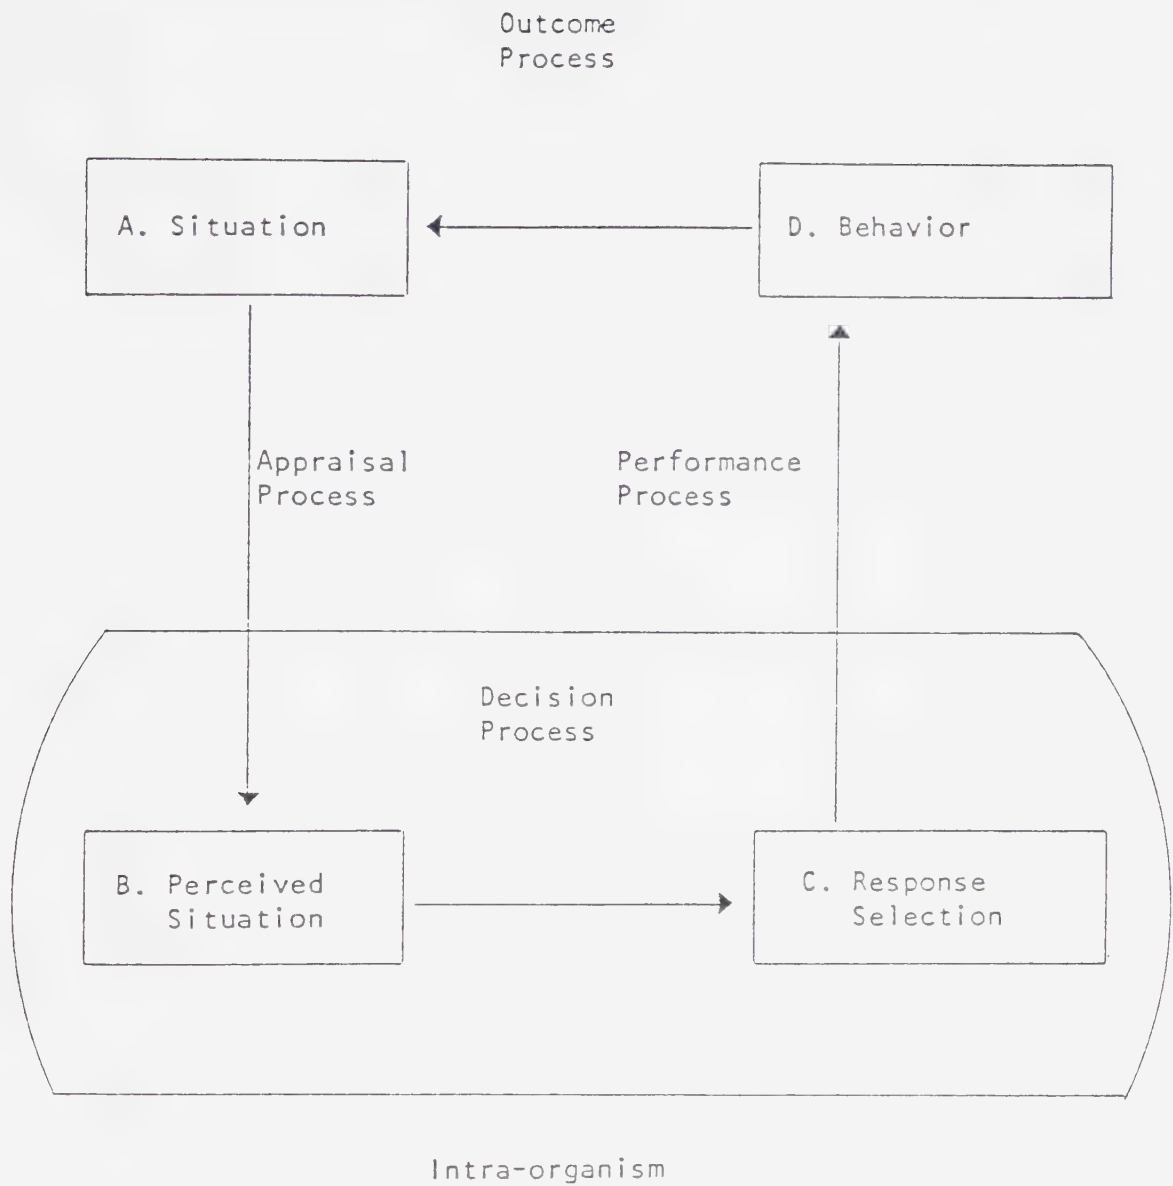 Outcome
Process
A. Situation
D. Behavior
Appraisal
Process
Performance
Process
Decision
Process
B. Perceived
Situation
C. Response
Selection
Intra-organism